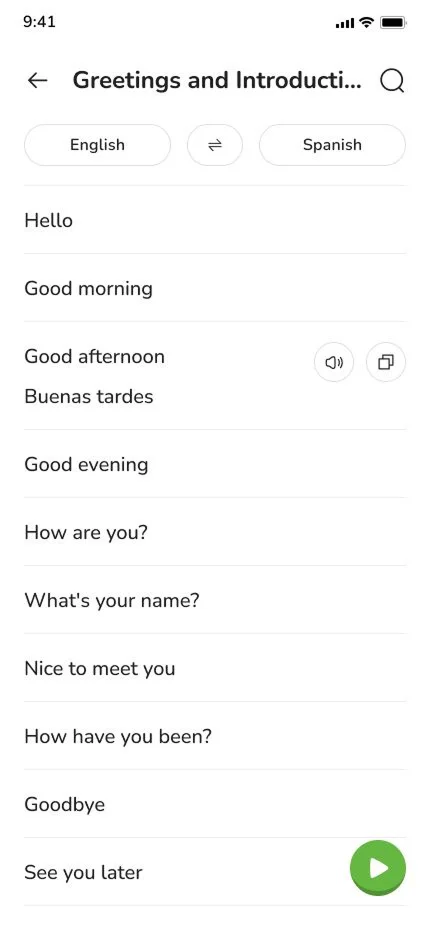 9:41
Greetings and Introducti...
English
Spanish
Hello
Good morning
Good afternoon
Buenas tardes
Good evening
How are you?
What's your name?
Nice to meet you
How have you been?
Goodbye
See you later